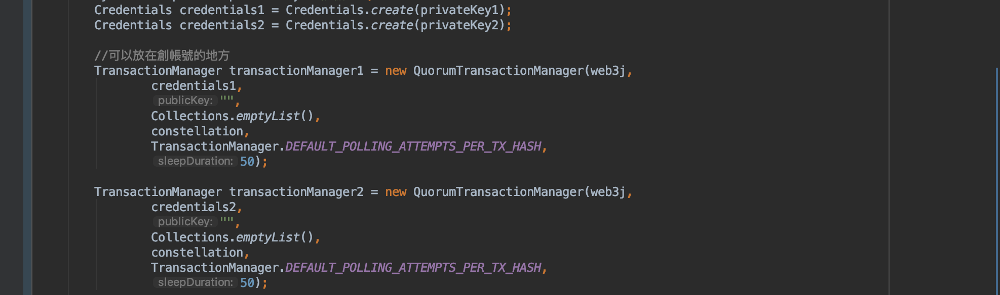 Credentials credentials1 = Credentials.create(privateKey1);
Credentials credentials2 = Credentials.create(privateKey2);
//可以放在創帳號的地方
TransactionManager transactionManager1 = new QuorumTransactionManager(web3j,
credentials1,
publicKey: "",
Collections.emptyList(),
constellation,
TransactionManager.DEFAULT_POLLING_ATTEMPTS_PER_TX_HASH,
sleepDuration: 50);
TransactionManager transactionManager2 = new QuorumTransactionManager(web3j,
credentials2,
publicKey: "",
Collections.emptyList(),
constellation,
TransactionManager.DEFAULT_POLLING_ATTEMPTS_PER_TX_HASH,
sleepDuration: 50);